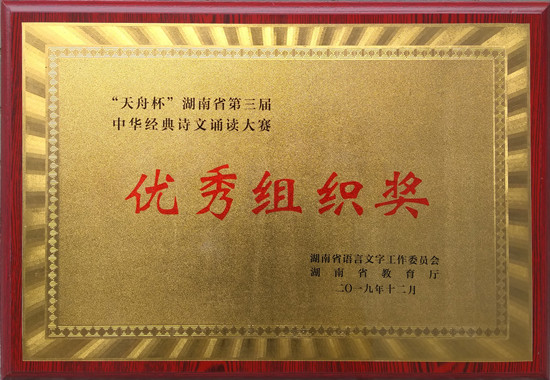 “天舟杯”湖南省第三届
中华经典诗文诵读大赛
优秀组织奖
湖南省语言文字工作委员会
湖南省教育厅
二〇一九年十二月